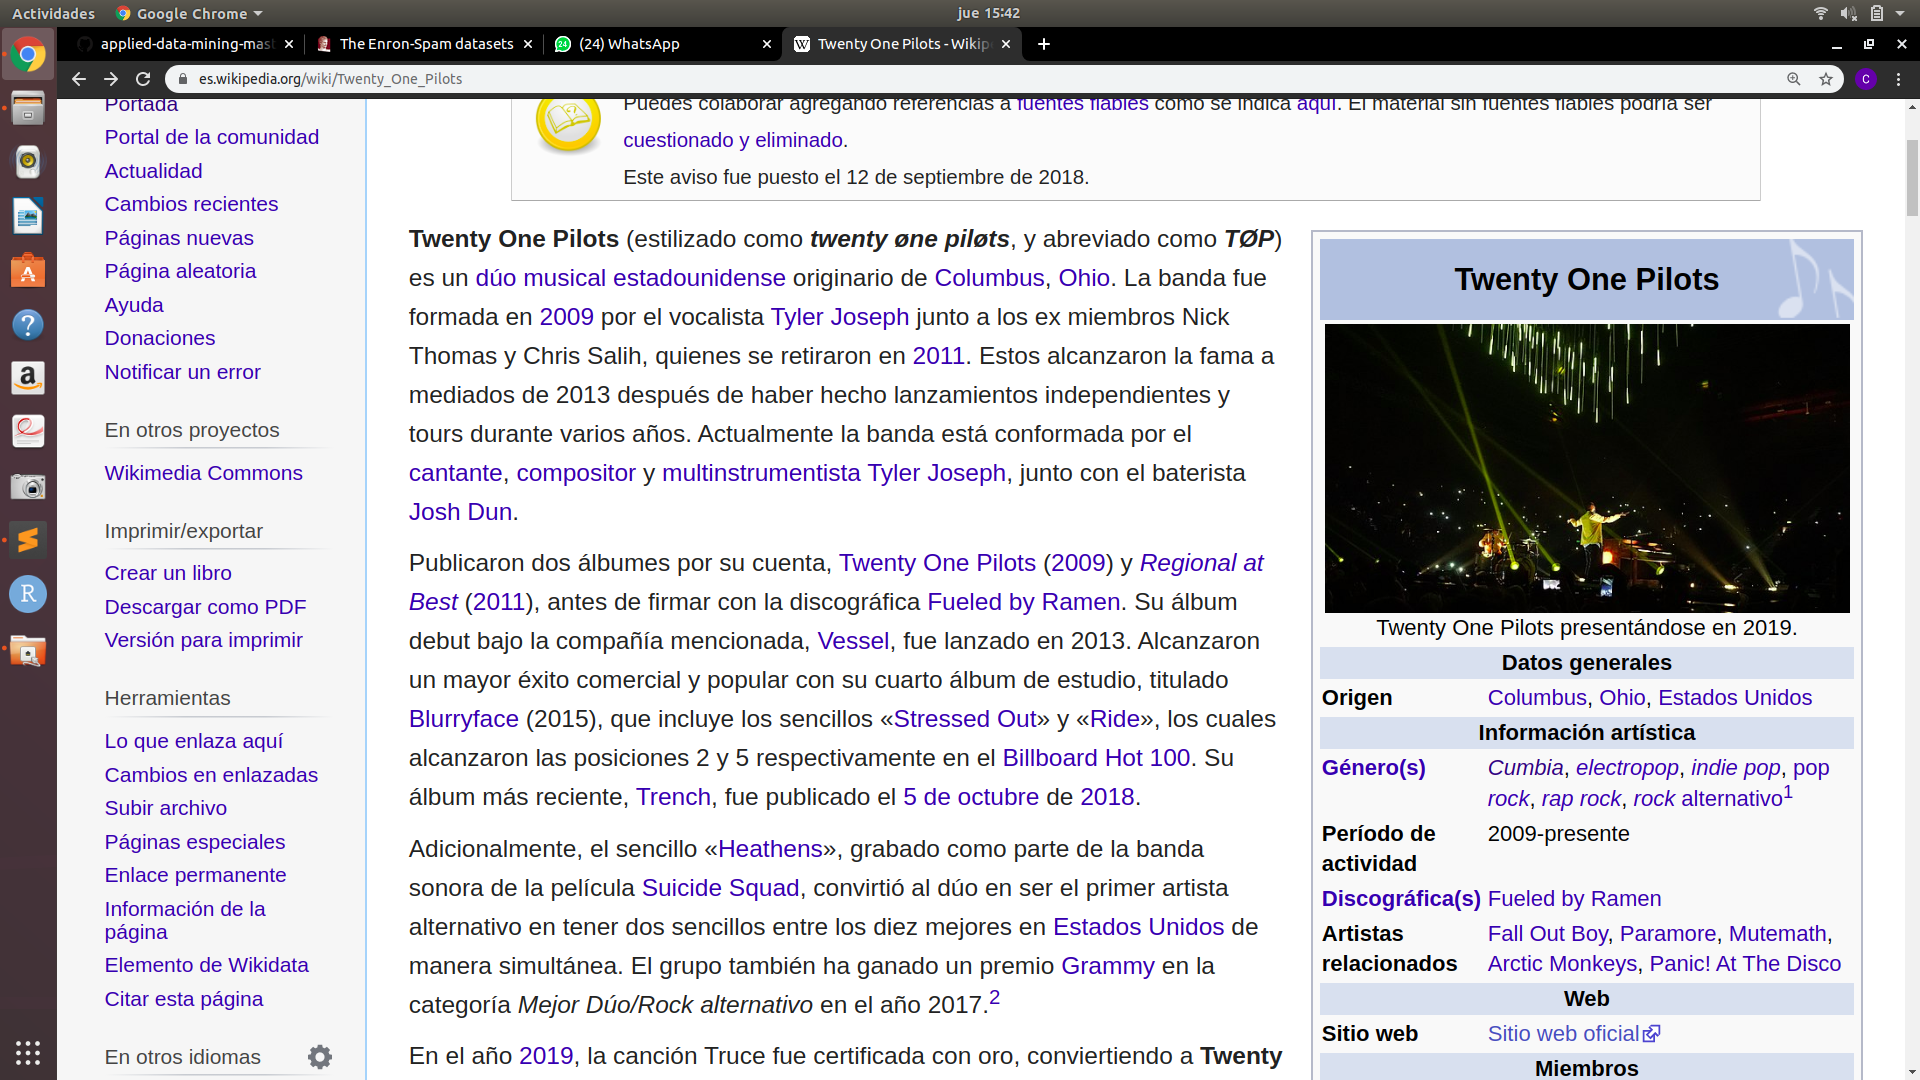 Actividades
Google Chrome
jue 15:42
applied-data-mining-mast
The Enron-Spam datasets
(24) WhatsApp
Twenty One Pilots - Wikip
es.wikipedia.org/wiki/Twenty_One_Pilots
C
Portada
Portal de la comunidad
Actualidad
Cambios recientes
Páginas nuevas
Página aleatoria
Ayuda
Donaciones
Notificar un error
En otros proyectos
Wikimedia Commons
Imprimir/exportar
Crear un libro
Descargar como PDF
Versión para imprimir
Herramientas
Lo que enlaza aquí
Cambios en enlazadas
Subir archivo
Páginas especiales
Enlace permanente
Información de la
página
Elemento de Wikidata
Citar esta página
En otros idiomas
Puedes colaborar agregando referencias a fuentes fiables como se indica aquí. El material sin fuentes fiables podría ser
cuestionado y eliminado.
Este aviso fue puesto el 12 de septiembre de 2018.
Twenty One Pilots (estilizado como twenty øne piløts, y abreviado como TØP)
es un dúo musical estadounidense originario de Columbus, Ohio. La banda fue
formada en 2009 por el vocalista Tyler Joseph junto a los ex miembros Nick
Thomas y Chris Salih, quienes se retiraron en 2011. Estos alcanzaron la fama a
mediados de 2013 después de haber hecho lanzamientos independientes y
tours durante varios años. Actualmente la banda está conformada por el
cantante, compositor y multinstrumentista Tyler Joseph, junto con el baterista
Josh Dun.
Publicaron dos álbumes por su cuenta, Twenty One Pilots (2009) y Regional at
Best (2011), antes de firmar con la discográfica Fueled by Ramen. Su álbum
debut bajo la compañía mencionada, Vessel, fue lanzado en 2013. Alcanzaron
un mayor éxito comercial y popular con su cuarto álbum de estudio, titulado
Blurryface (2015), que incluye los sencillos «Stressed Out» y «Ride», los cuales
alcanzaron las posiciones 2 y 5 respectivamente en el Billboard Hot 100. Su
álbum más reciente, Trench, fue publicado el 5 de octubre de 2018.
Adicionalmente, el sencillo «Heathens», grabado como parte de la banda
sonora de la película Suicide Squad, convirtió al dúo en ser el primer artista
alternativo en tener dos sencillos entre los diez mejores en Estados Unidos de
manera simultánea. El grupo también ha ganado un premio Grammy en la
categoría Mejor Dúo/Rock alternativo en el año 2017.2
En el año 2019, la canción Truce fue certificada con oro, conviertiendo a Twenty
Twenty One Pilots
Twenty One Pilots presentándose en 2019.
Datos generales
Origen Columbus, Ohio, Estados Unidos
Información artística
Género(s) Cumbia, electropop, indie pop, pop
rock, rap rock, rock alternativo1
Período de 2009-presente
actividad
Discográfica(s) Fueled by Ramen
Artistas Fall Out Boy, Paramore, Mutemath,
relacionados Arctic Monkeys, Panic! At The Disco
Web
Sitio web Sitio web oficial
Miembros